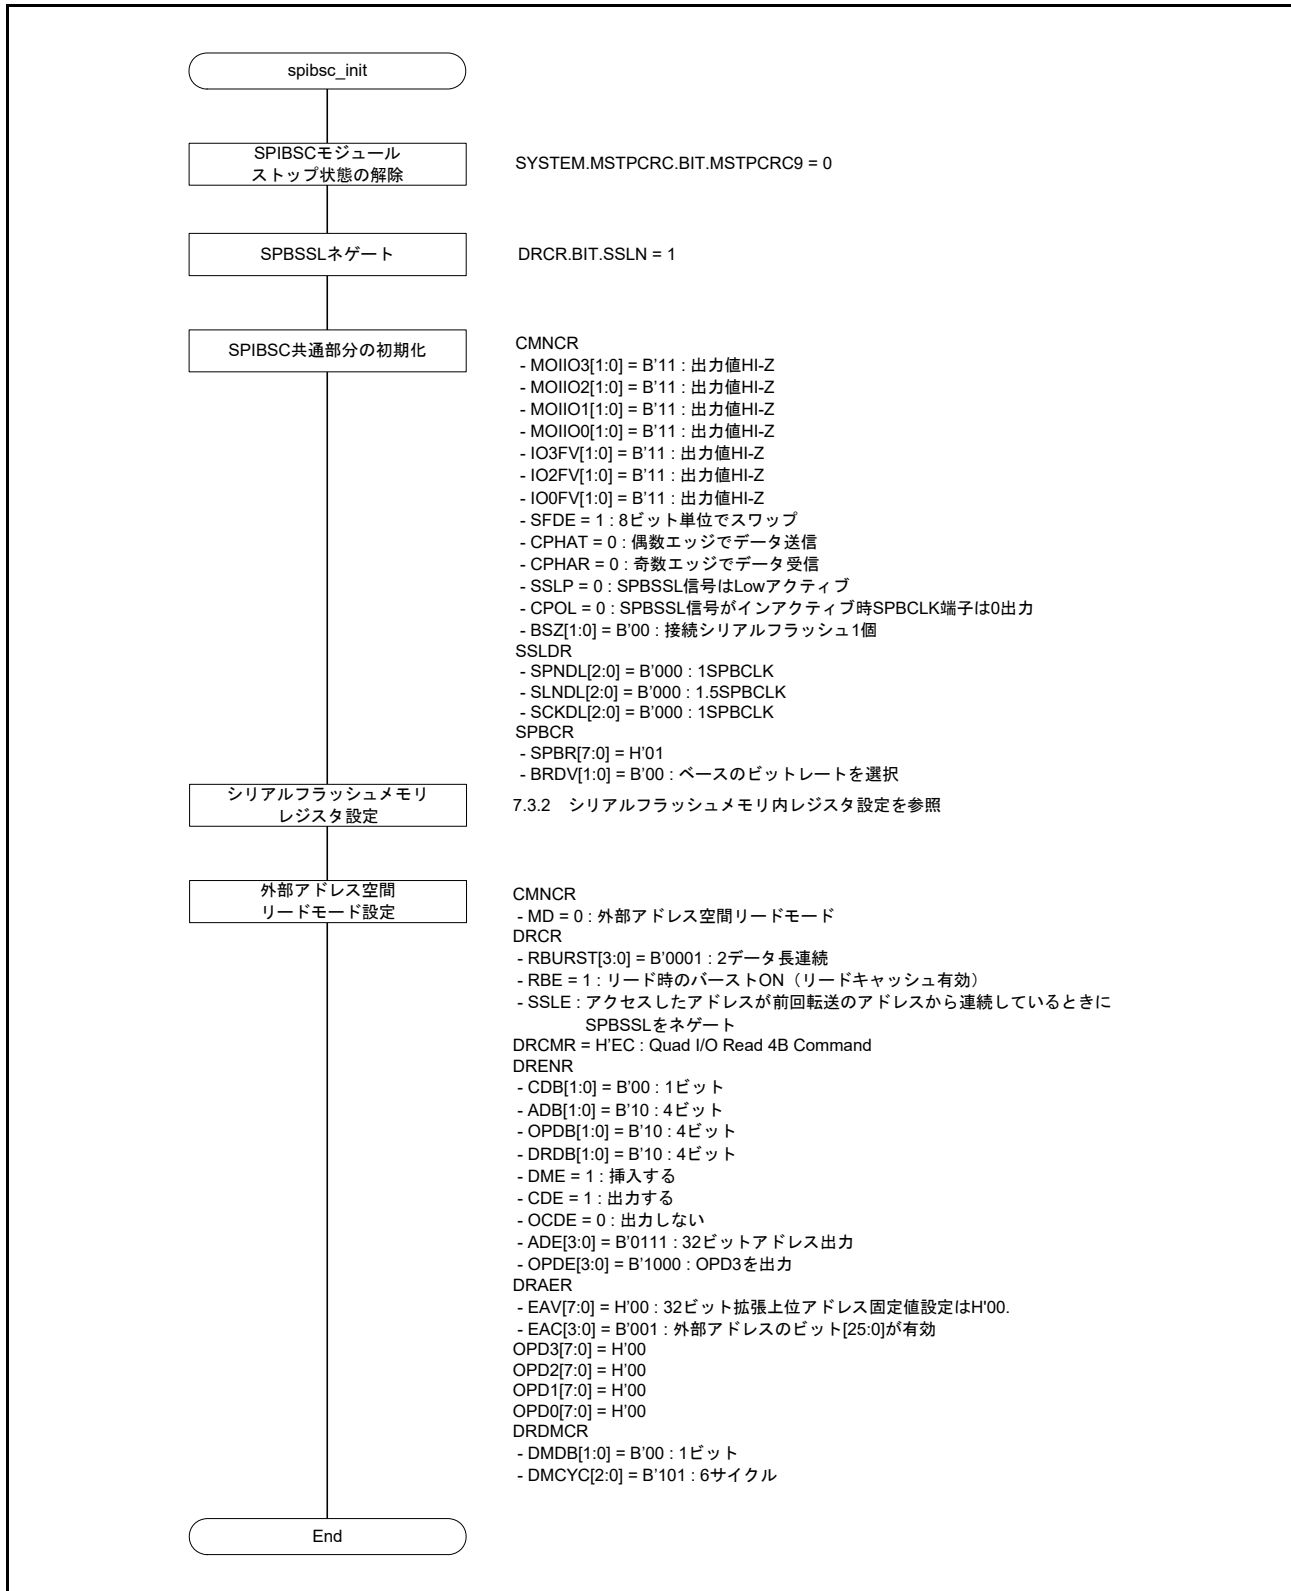 spibsc_init
SPIBSCモジュール
ストップ状態の解除
SYSTEM.MSTPCRC.BIT.MSTPCRC9 = 0
SPBSSLネゲート
DRCR.BIT.SSLN = 1
SPIBSC共通部分の初期化
CMNCR
- MOIIO3[1:0] = B'11 : 出力値HI-Z
- MOIIO2[1:0] = B'11 : 出力値HI-Z
- MOIIO1[1:0] = B'11 : 出力値HI-Z
- MOIIO0[1:0] = B'11 : 出力値HI-Z
- IO3FV[1:0] = B'11 : 出力値HI-Z
- IO2FV[1:0] = B'11 : 出力値HI-Z
- IO0FV[1:0] = B'11 : 出力値HI-Z
- SFDE = 1 : 8ビット単位でスワップ
- CPHAT = 0 : 偶数エッジでデータ送信
- CPHAR = 0 : 奇数エッジでデータ受信
- SSLP = 0 : SPBSSL信号はLowアクティブ
- CPOL = 0 : SPBSSL信号がインアクティブ時SPBCLK端子は0出力
- BSZ[1:0] = B'00 : 接続シリアルフラッシュ1個
SSLDR
- SPNDL[2:0] = B'000 : 1SPBCLK
- SLNDL[2:0] = B'000 : 1.5SPBCLK
- SCKDL[2:0] = B'000 : 1SPBCLK
SPBCR
- SPBR[7:0] = H'01
- BRDV[1:0] = B'00 : ベースのビットレートを選択
シリアルフラッシュメモリ
レジスタ設定
7.3.2 シリアルフラッシュメモリ内レジスタ設定を参照
外部アドレス空間
リードモード設定
CMNCR
- MD = 0 : 外部アドレス空間リードモード
DRCR
- RBURST[3:0] = B'0001 : 2データ長連続
- RBE = 1 : リード時のバーストON（リードキャッシュ有効）
- SSLE : アクセスしたアドレスが前回転送のアドレスから連続しているときに
SPBSSLをネゲート
DRCMR = H'EC : Quad I/O Read 4B Command
DRENR
- CDB[1:0] = B'00 : 1ビット
- ADB[1:0] = B'10 : 4ビット
- OPDB[1:0] = B'10 : 4ビット
- DRDB[1:0] = B'10 : 4ビット
- DME = 1 : 挿入する
- CDE = 1 : 出力する
- OCDE = 0 : 出力しない
- ADE[3:0] = B'0111 : 32ビットアドレス出力
- OPDE[3:0] = B'1000 : OPD3を出力
DRAER
- EAV[7:0] = H'00 : 32ビット拡張上位アドレス固定値設定はH'00.
- EAC[3:0] = B'001 : 外部アドレスのビット[25:0]が有効
OPD3[7:0] = H'00
OPD2[7:0] = H'00
OPD1[7:0] = H'00
OPD0[7:0] = H'00
DRDMCR
- DMDB[1:0] = B'00 : 1ビット
- DMCYC[2:0] = B'101 : 6サイクル
End